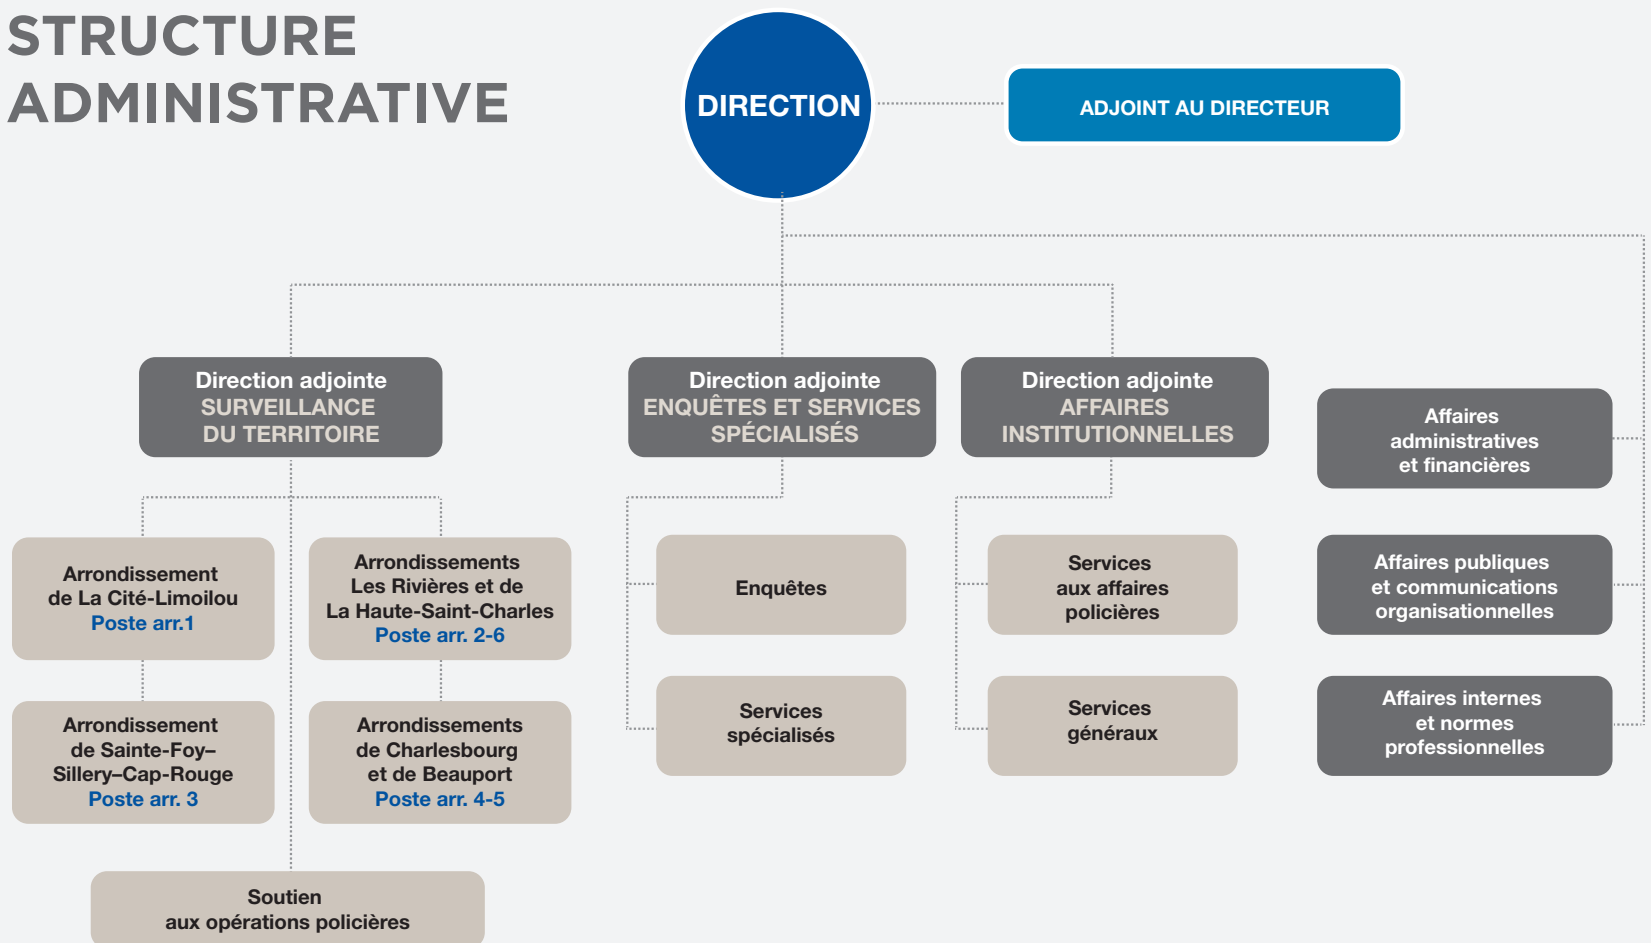 STRUCTURE
ADMINISTRATIVE
DIRECTION
ADJOINT AU DIRECTEUR
Direction adjointe
SURVEILLANCE
DU TERRITOIRE
Direction adjointe
ENQUÊTES ET SERVICES
SPÉCIALISÉS
Direction adjointe
AFFAIRES
INSTITUTIONNELLES
Affaires
administratives
et financières
Arrondissement
de La Cité-Limoilou
Poste arr.1
Arrondissements
Les Rivières et de
La Haute-Saint-Charles
Poste arr. 2-6
Enquêtes
Services
aux affaires
policières
Affaires publiques
et communications
organisationnelles
Arrondissement
de Sainte-Foy–
Sillery–Cap-Rouge
Poste arr. 3
Arrondissements
de Charlesbourg
et de Beauport
Poste arr. 4-5
Services
spécialisés
Services
généraux
Affaires internes
et normes
professionnelles
Soutien
aux opérations policières